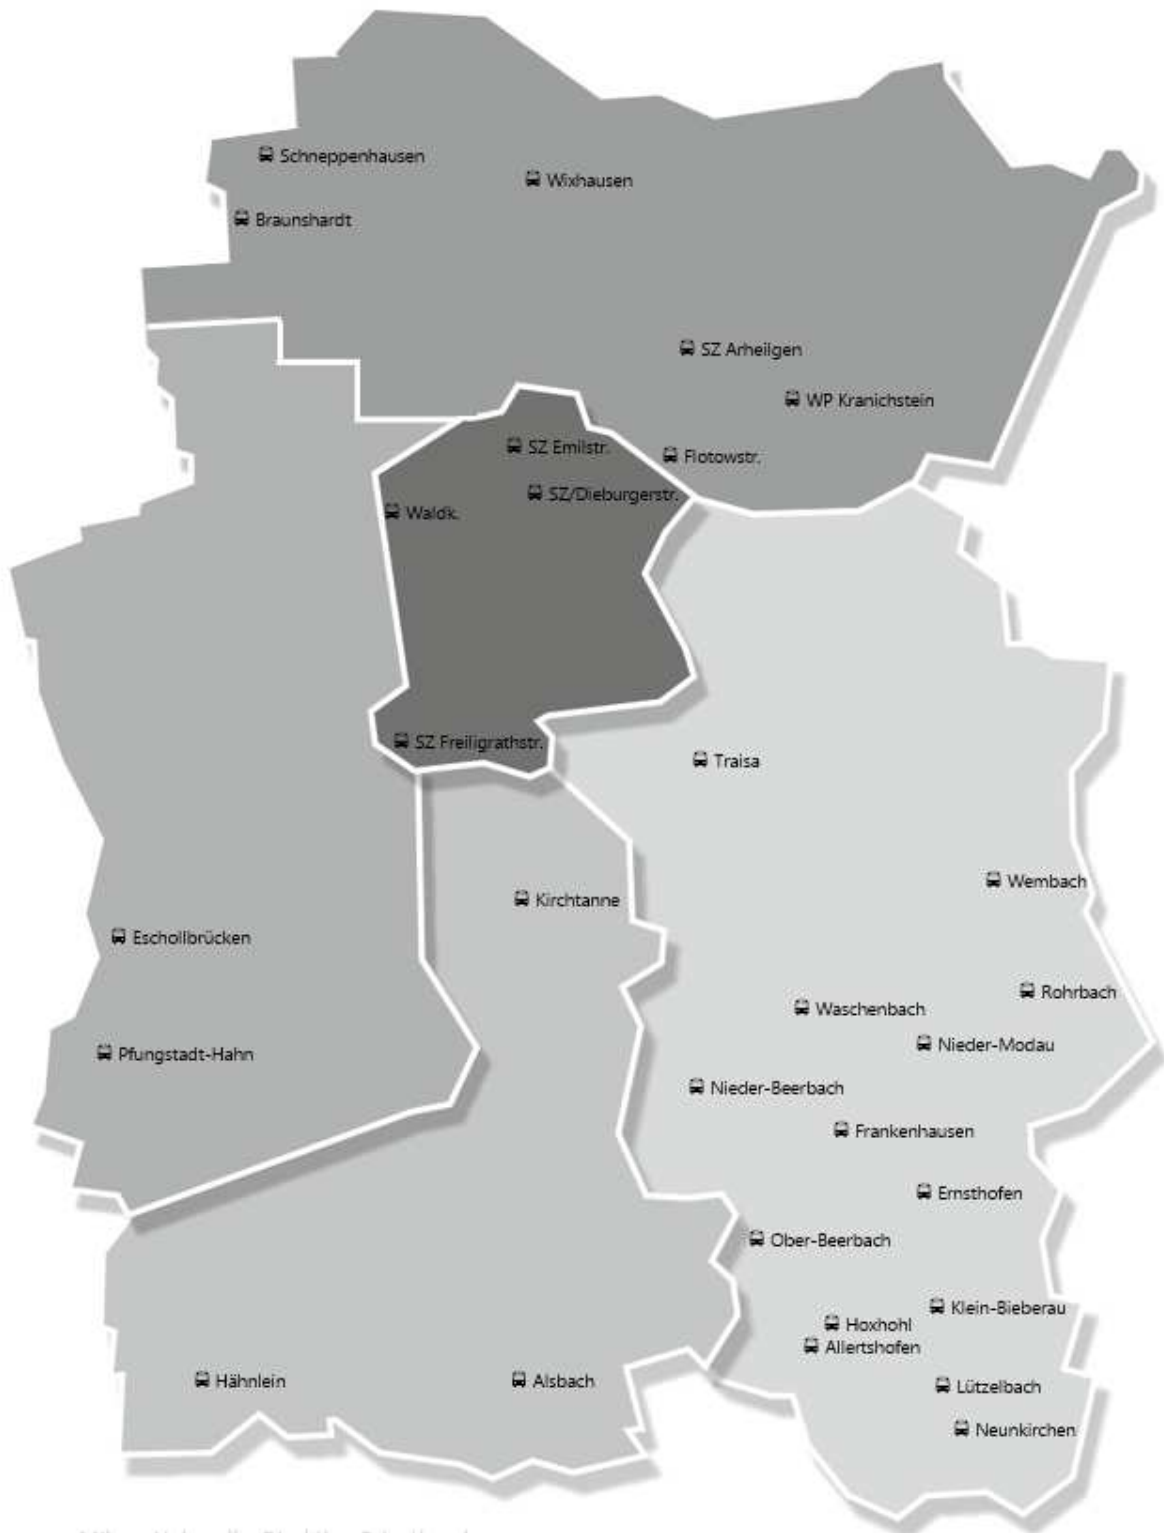 Schneppenhausen
Wixhausen
Braunshardt
SZ Arheilgen
WP Kranichstein
SZ Emilstr.
Flotowstr.
SZ/Dieburgerstr.
Waldk.
SZ Freiligrathstr.
Traisa
Wembach
Kirchtanne
Eschollbrücken
Rohrbach
Waschenbach
Nieder-Modau
Pfungstadt-Hahn
Nieder-Beerbach
Frankenhausen
Ernsthofen
Ober-Beerbach
Klein-Bieberau
Hoxhohl
Allertshofen
Hähnlein
Alsbach
Lützelbach
Neunkirchen